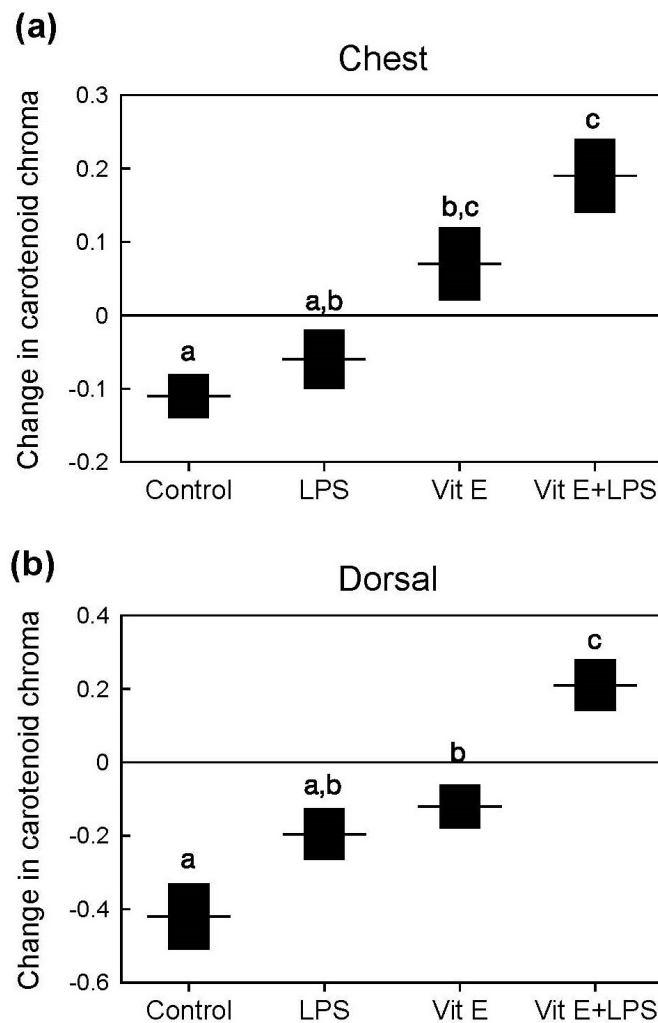 (a)
Chest
Change in carotenoid chroma
0.3
0.2
0.1
0
-0.1
-0.2
a
a,b
b,c
c
Control LPS Vit E Vit E+LPS
(b)
Dorsal
Change in carotenoid chroma
0.4
0.2
0
-0.2
-0.4
-0.6
a
a,b
b
c
Control LPS Vit E Vit E+LPS